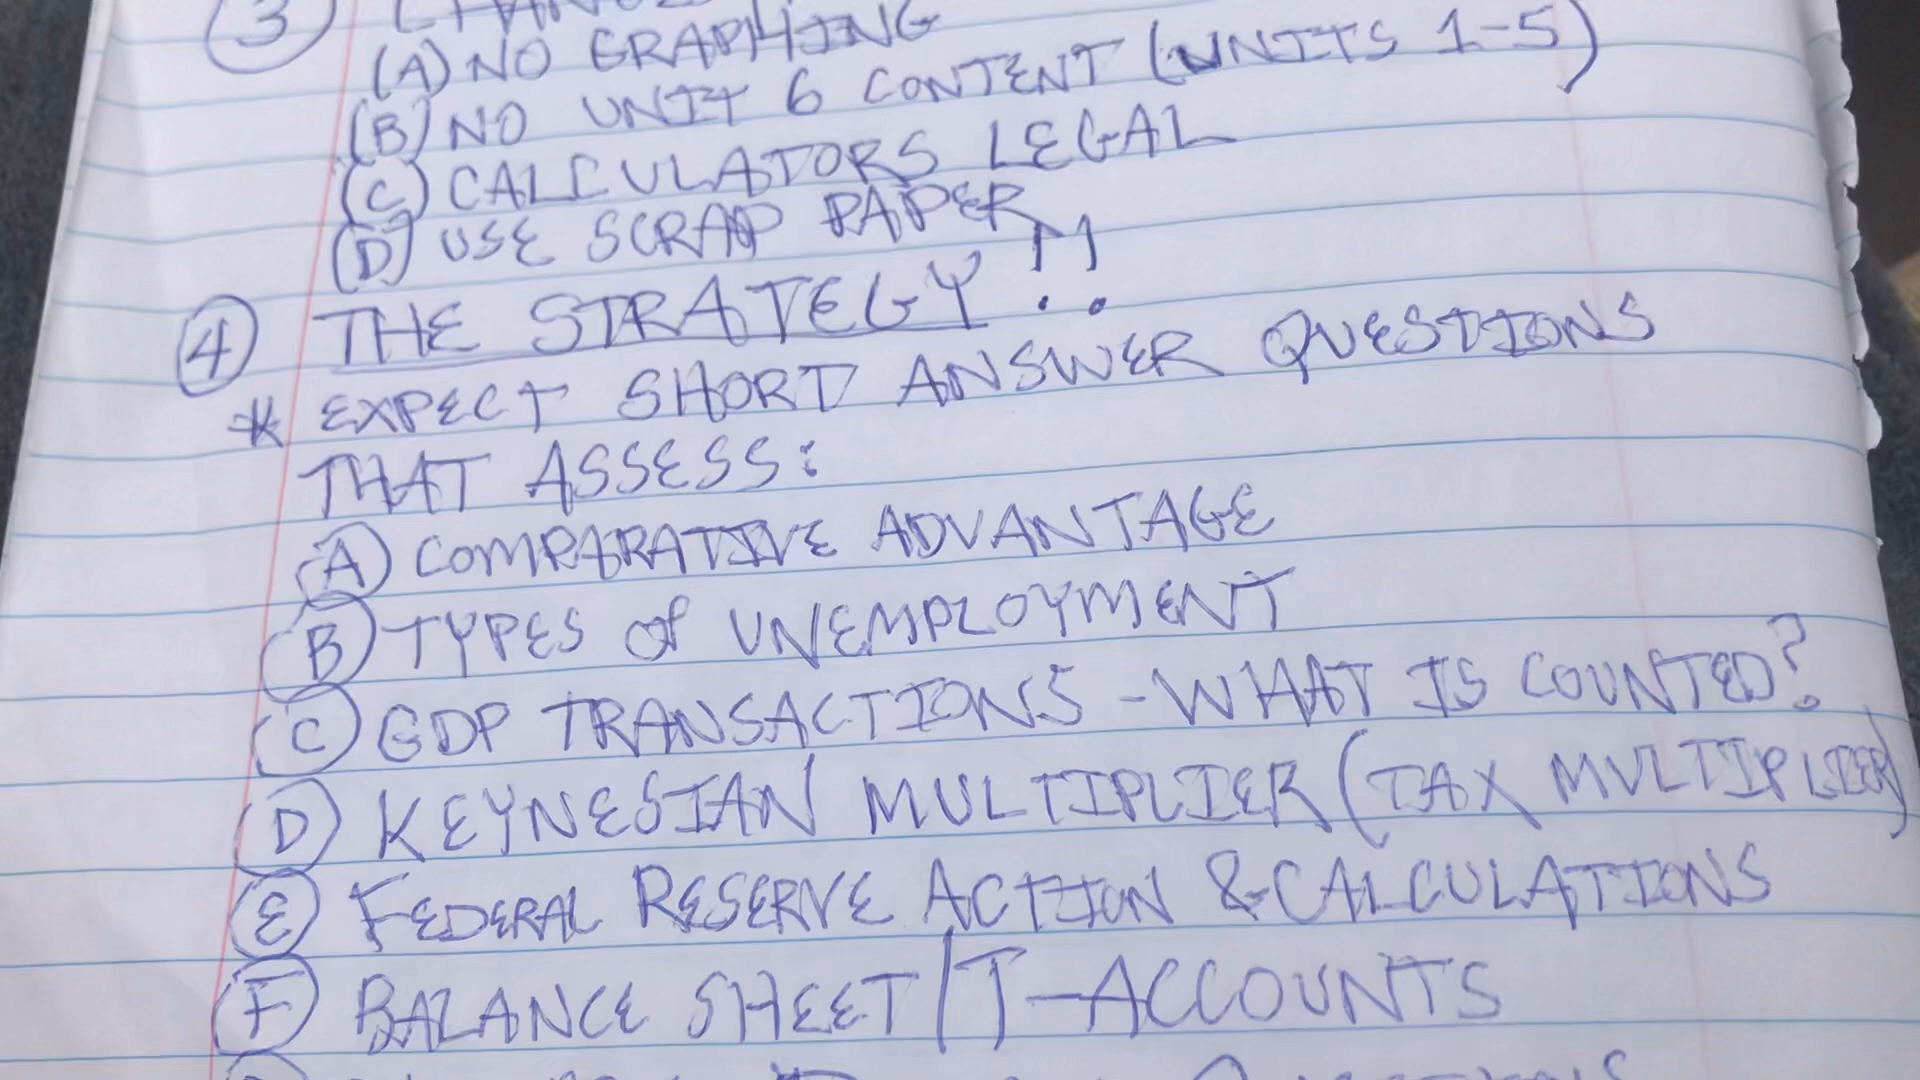 3 CHANGE
(A) NO GRAPHING
(B) NO UNIT 6 CONTENT (UNITS 1-5)
(C) CALCULATORS LEGAL
(D) USE SCRAP PAPER
4 THE STRATEGY!!
* EXPECT SHORT ANSWER QUESTIONS
THAT ASSESS:
A COMPARATIVE ADVANTAGE
B TYPES of UNEMPLOYMENT
C GDP TRANSACTIONS - WHAT IS COUNTED?
D KEYNESIAN MULTIPLIER (TAX MULTIPLIER)
E FEDERAL RESERVE ACTION & CALCULATIONS
F BALANCE SHEET/T-ACCOUNTS